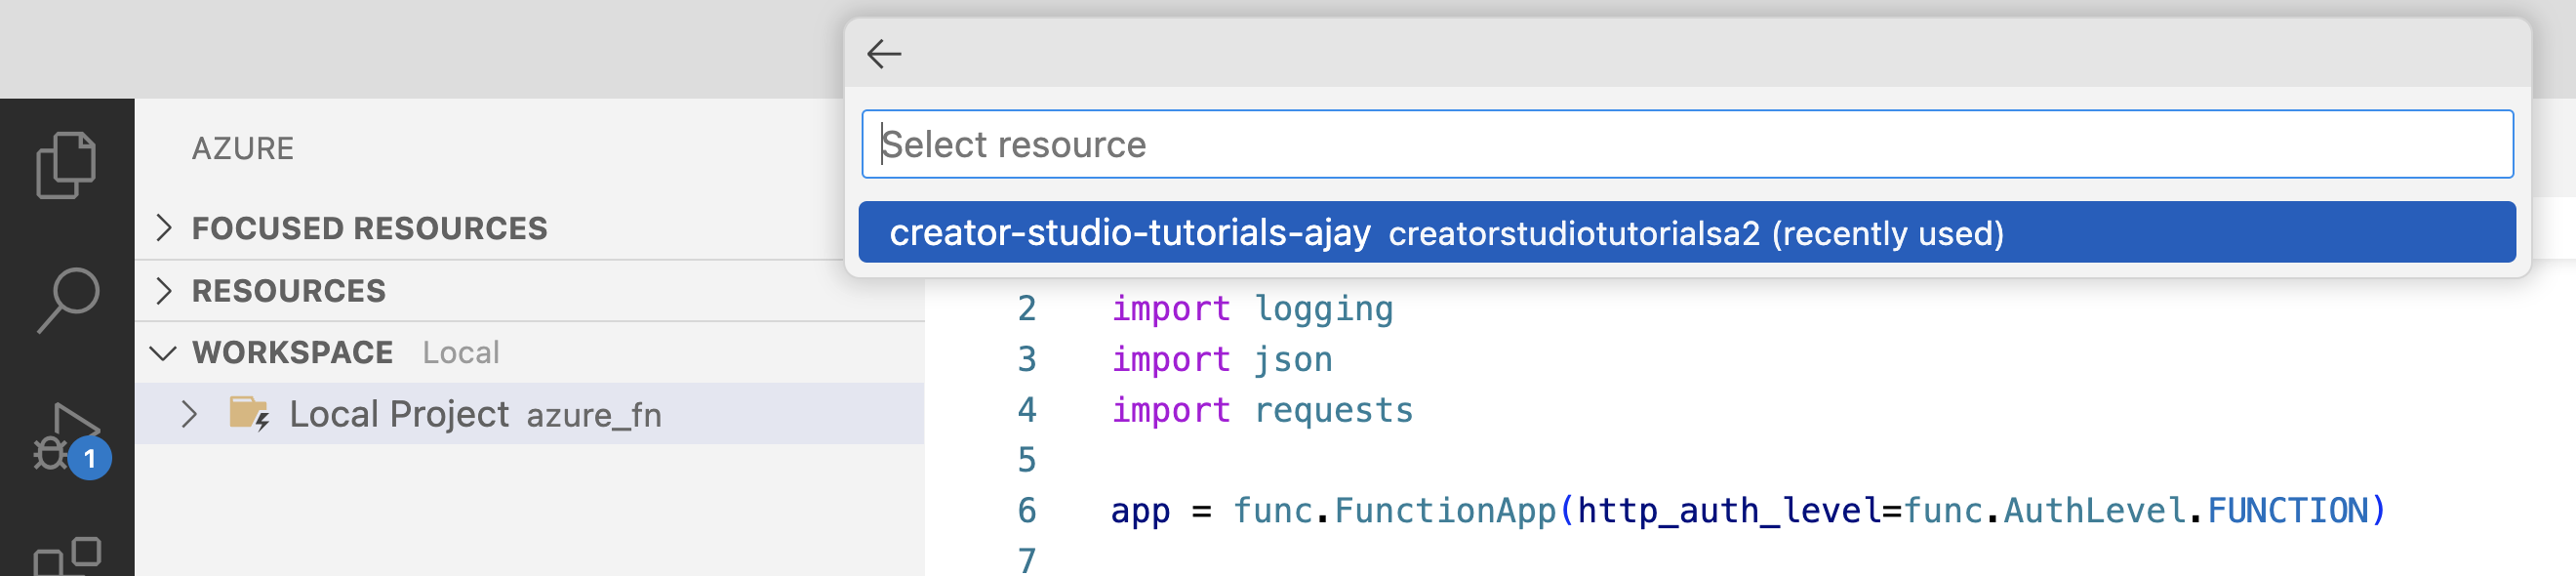 Select resource
creator-studio-tutorials-ajay creatorstudiotutorialsa2 (recently used)
AZURE
FOCUSED RESOURCES
RESOURCES
WORKSPACE Local
Local Project azure_fn
1
2 import logging
3 import json
4 import requests
5
6 app = func.FunctionApp(http_auth_level=func.AuthLevel.FUNCTION)
7